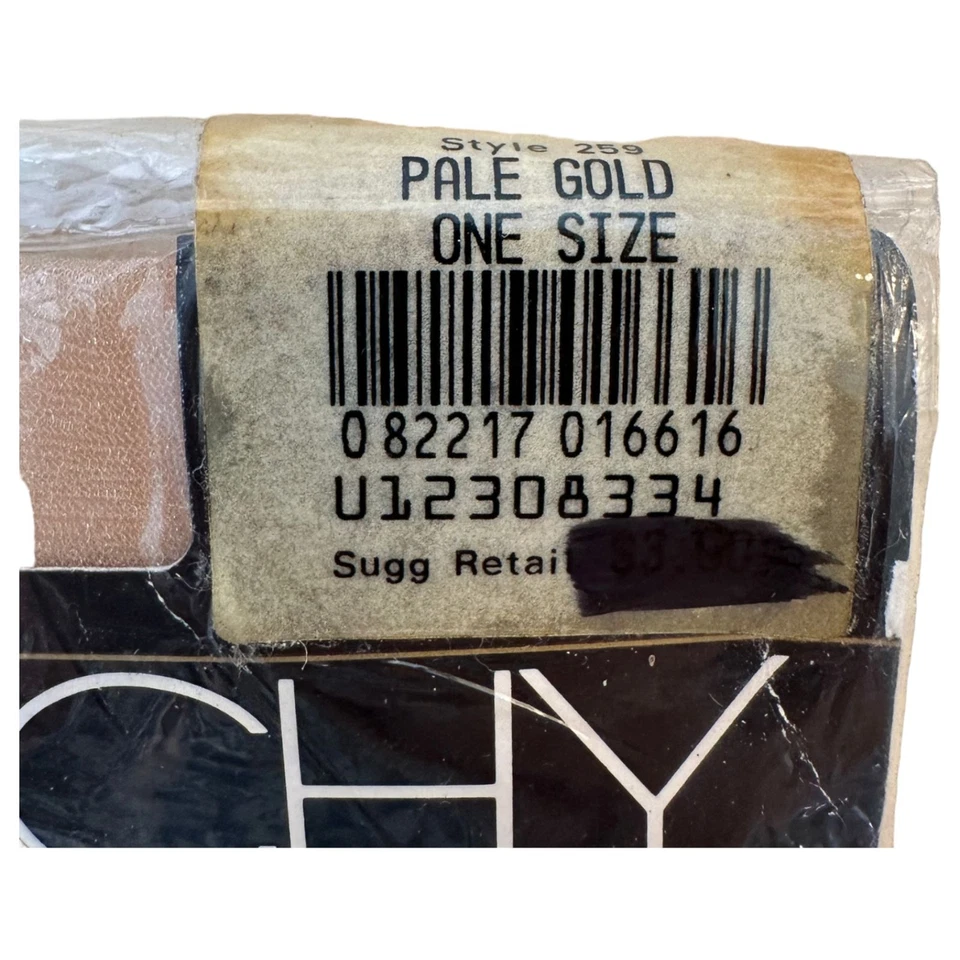 Style 259
PALE GOLD
ONE SIZE
0 82217 016616
U12308334
Sugg Retail
CHY